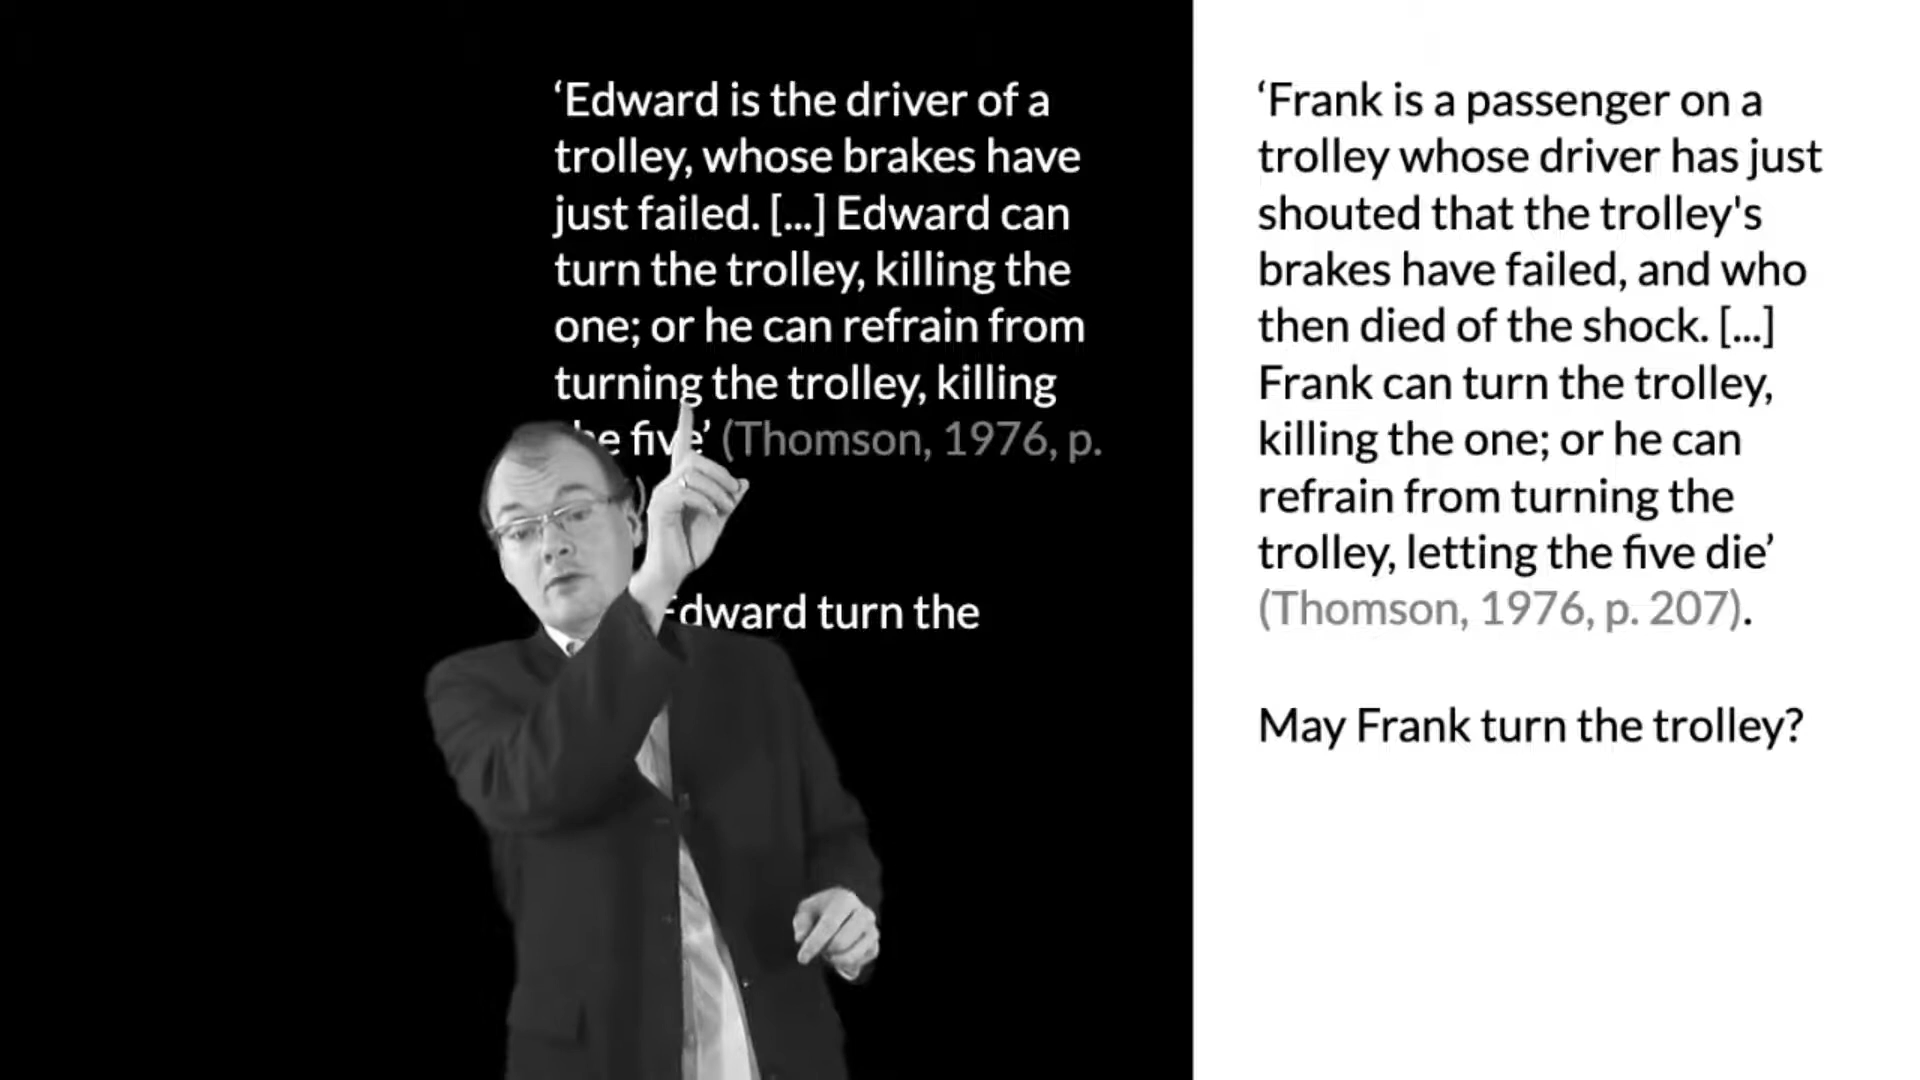 ‘Edward is the driver of a
trolley, whose brakes have
just failed. [...] Edward can
turn the trolley, killing the
one; or he can refrain from
turning the trolley, killing
five’ (Thomson, 1976, p.
Edward turn the
‘Frank is a passenger on a
trolley whose driver has just
shouted that the trolley's
brakes have failed, and who
then died of the shock. [...]
Frank can turn the trolley,
killing the one; or he can
refrain from turning the
trolley, letting the five die’
(Thomson, 1976, p. 207).
May Frank turn the trolley?